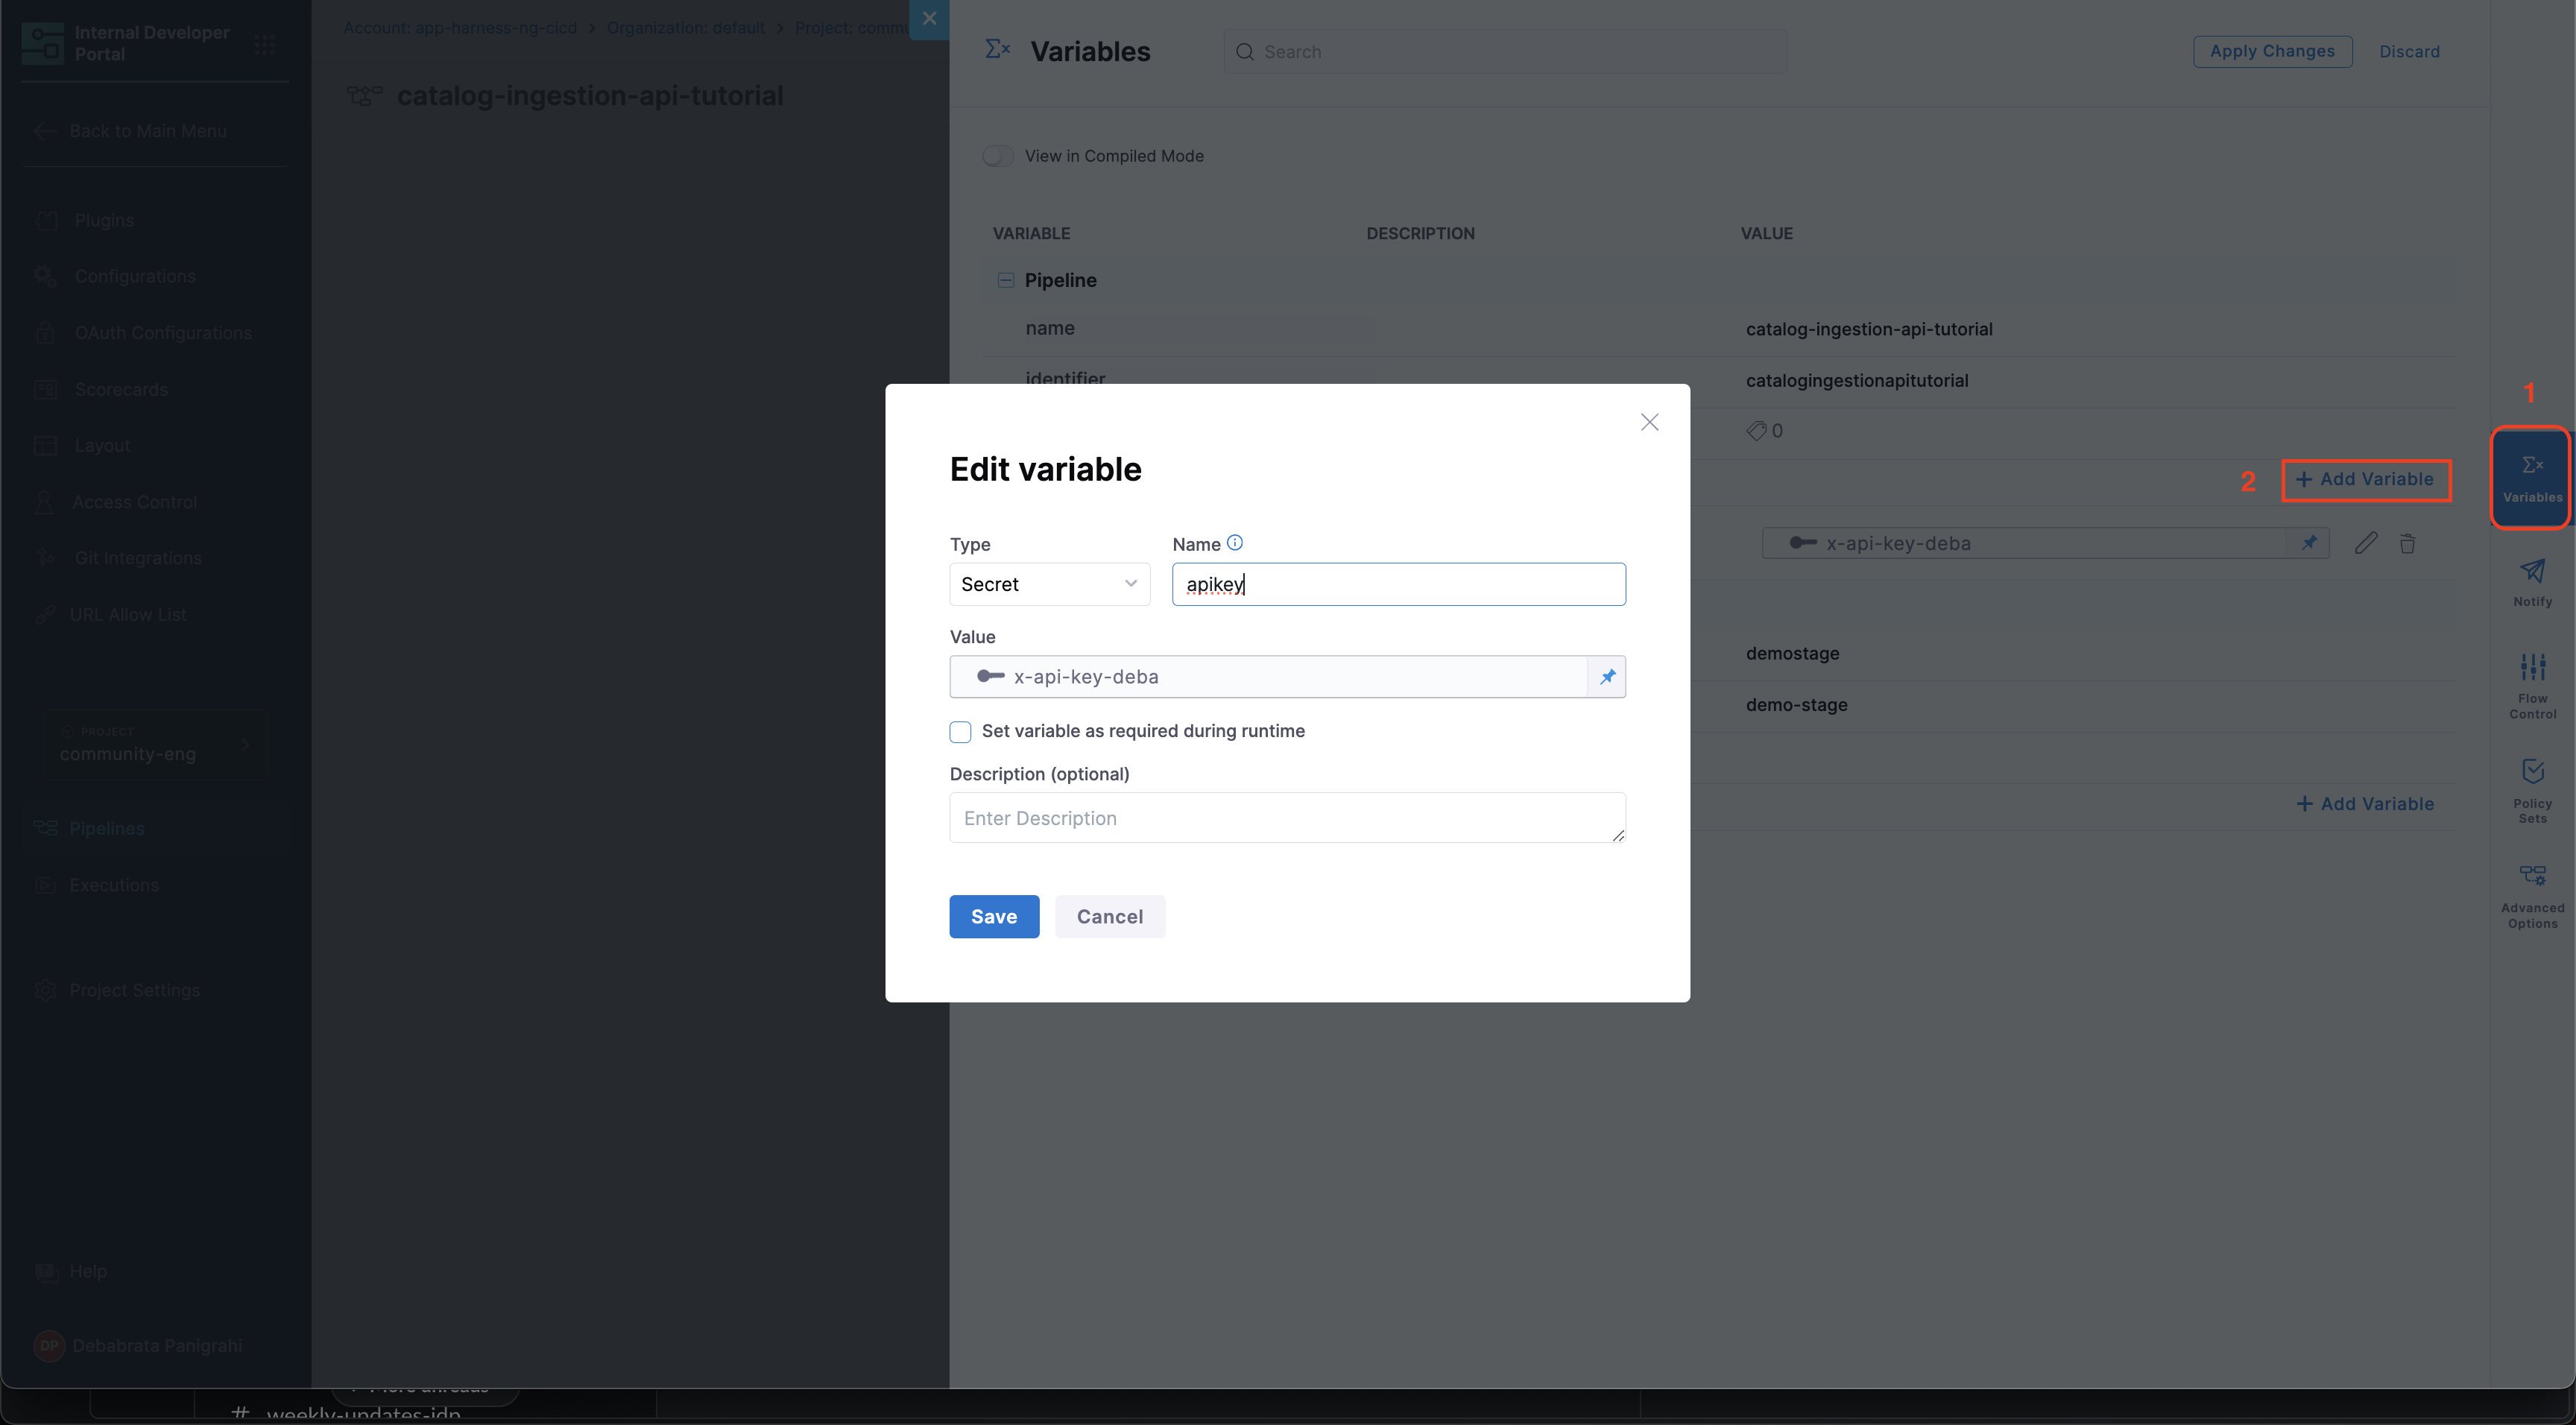 Internal Developer
Portal
Back to Main Menu
Plugins
Configurations
OAuth Configurations
Scorecards
Layout
Access Control
Git Integrations
URL Allow List
PROJECT
community-eng
Pipelines
Executions
Project Settings
Help
DP Debabrata Panigrahi
Account: app-harness-ng-cicd > Organization: default > Project: commu
catalog-ingestion-api-tutorial
Variables
Search
Apply Changes
Discard
View in Compiled Mode
VARIABLE DESCRIPTION VALUE
Pipeline
name catalog-ingestion-api-tutorial
identifier catalogingestionapitutorial
0
2 + Add Variable
x-api-key-deba
demostage
demo-stage
+ Add Variable
1
Variables
Notify
Flow
Control
Policy
Sets
Advanced
Options
Edit variable
Type Name
Secret apikey
Value
x-api-key-deba
Set variable as required during runtime
Description (optional)
Enter Description
Save Cancel
# weekly-updates-idp